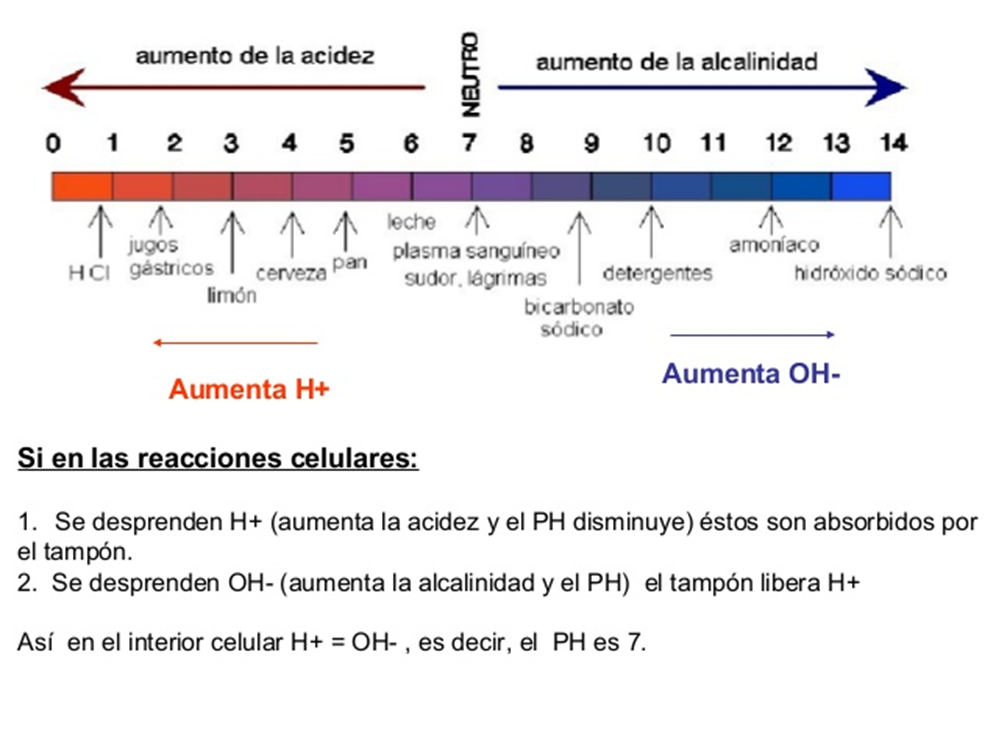 aumento de la acidez
NEUTRO
aumento de la alcalinidad
0 1 2 3 4 5 6 7 8 9 10 11 12 13 14
leche
jugos
gástricos
HCl
limón
cerveza
pan
plasma sanguíneo
sudor, lágrimas
bicarbonato
sódico
detergentes
amoníaco
hidróxido sódico
Aumenta H+
Aumenta OH-
Si en las reacciones celulares:
1. Se desprenden H+ (aumenta la acidez y el PH disminuye) éstos son absorbidos por
el tampón.
2. Se desprenden OH- (aumenta la alcalinidad y el PH) el tampón libera H+
Así en el interior celular H+ = OH- , es decir, el PH es 7.